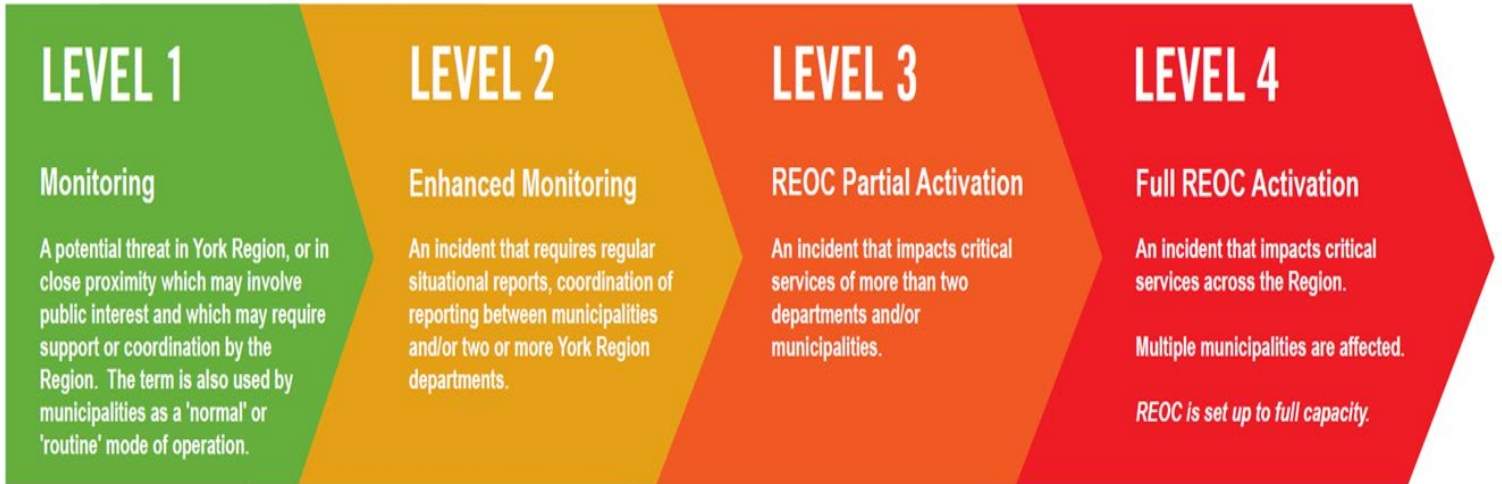 LEVEL 1
Monitoring
A potential threat in York Region, or in
close proximity which may involve
public interest and which may require
support or coordination by the
Region. The term is also used by
municipalities as a 'normal' or
'routine' mode of operation.
LEVEL 2
Enhanced Monitoring
An incident that requires regular
situational reports, coordination of
reporting between municipalities
and/or two or more York Region
departments.
LEVEL 3
REOC Partial Activation
An incident that impacts critical
services of more than two
departments and/or
municipalities.
LEVEL 4
Full REOC Activation
An incident that impacts critical
services across the Region.
Multiple municipalities are affected.
REOC is set up to full capacity.